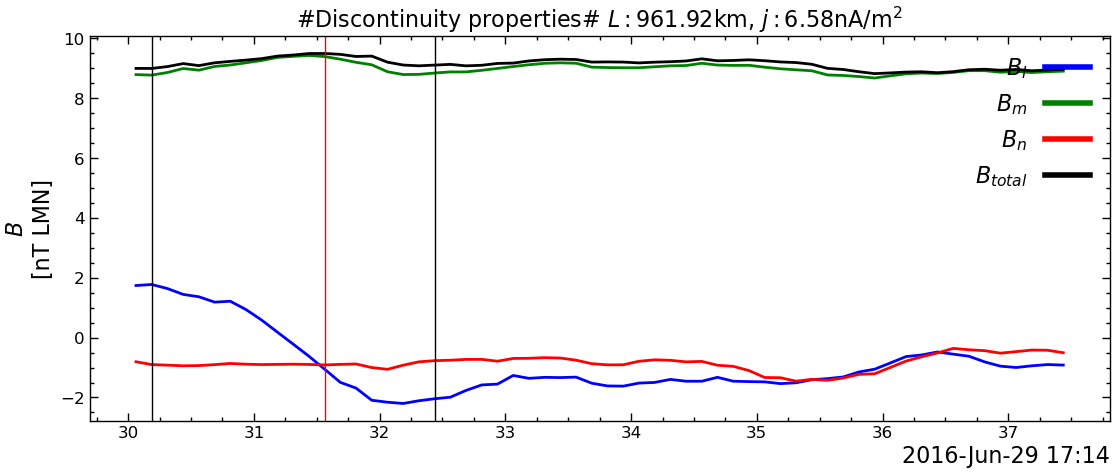 #Discontinuity properties# L : 961.92km, j : 6.58nA/m²
B
[nT LMN]
10
8
6
4
2
0
−2
B_l
B_m
B_n
B_total
30 31 32 33 34 35 36 37
2016-Jun-29 17:14